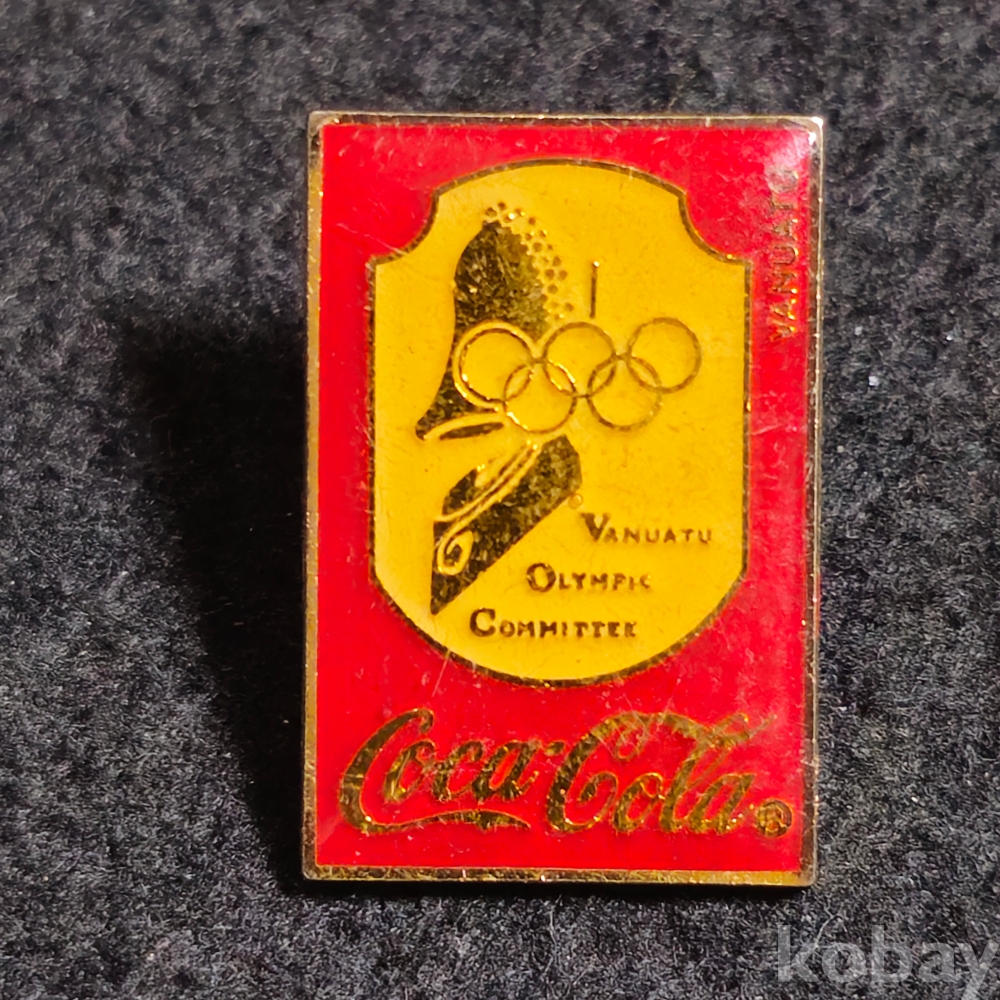 VANUATU
VANUATU
OLYMPIC
COMMITTEE
Coca-Cola®
kobay